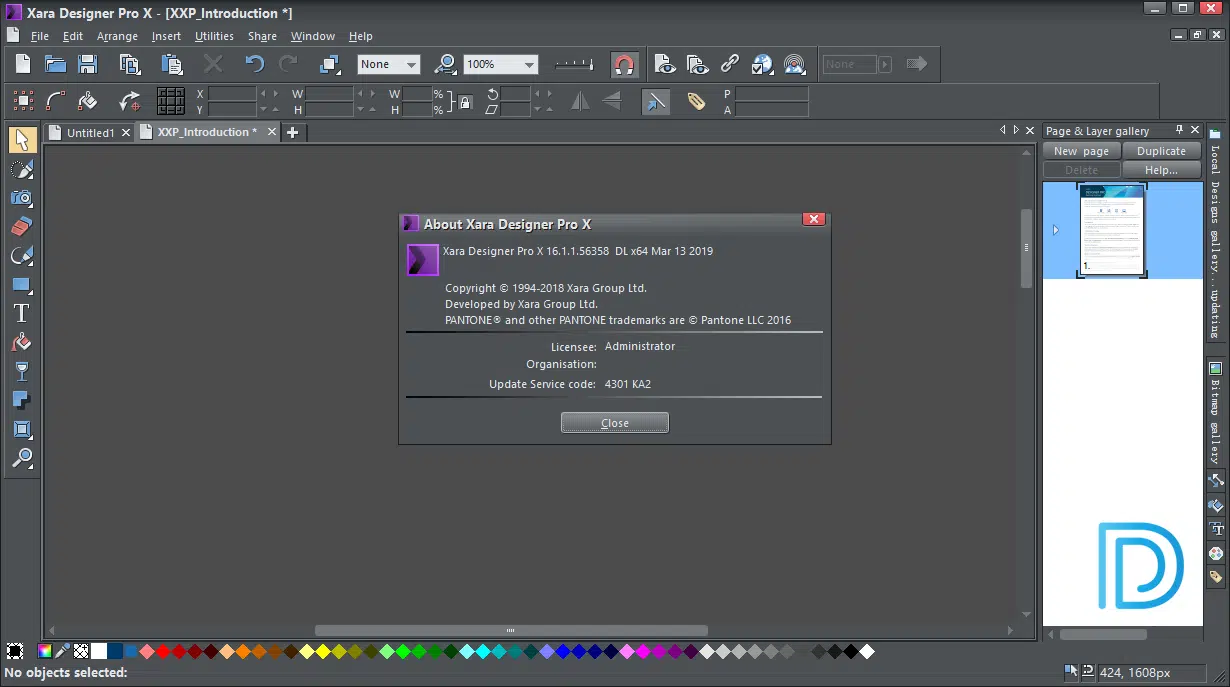 Xara Designer Pro X - [XXP_Introduction *]
File Edit Arrange Insert Utilities Share Window Help
None 100% None
X W W % P
Y H H % A
Untitled1 XXP_Introduction *
Page & Layer gallery
New page Duplicate
Delete Help...
1.
Local Designs gallery...updating
Bitmap gallery
About Xara Designer Pro X
Xara Designer Pro X 16.1.1.56358 DL x64 Mar 13 2019
Copyright © 1994-2018 Xara Group Ltd.
Developed by Xara Group Ltd.
PANTONE® and other PANTONE trademarks are © Pantone LLC 2016
Licensee: Administrator
Organisation:
Update Service code: 4301 KA2
Close
No objects selected:
424, 1608px